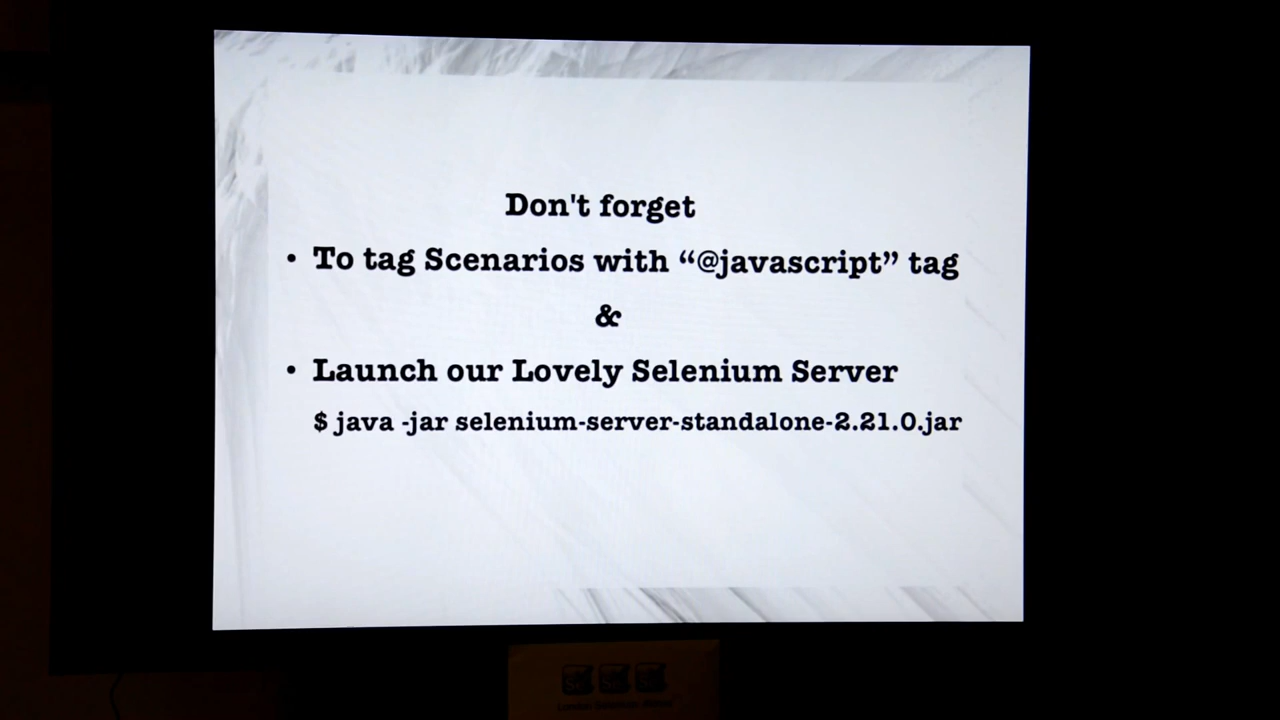 Don't forget
• To tag Scenarios with “@javascript” tag
&
• Launch our Lovely Selenium Server
$ java -jar selenium-server-standalone-2.21.0.jar